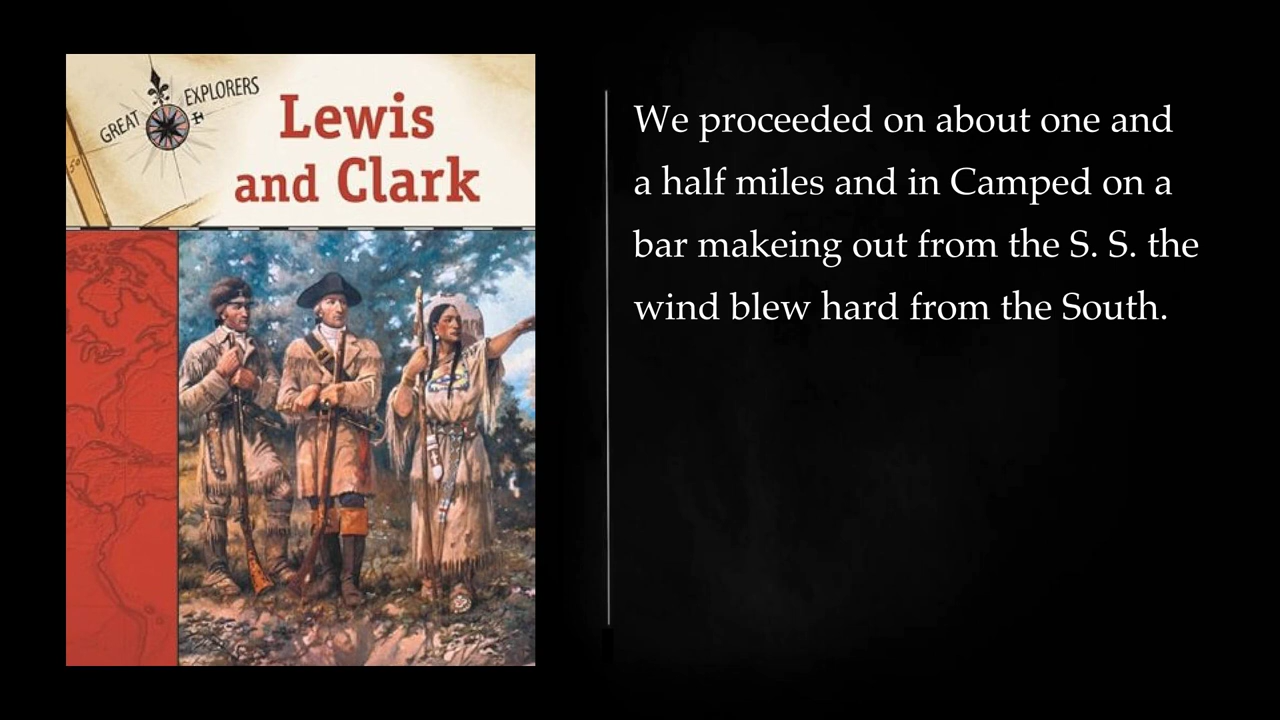 GREAT EXPLORERS
Lewis
and Clark
We proceeded on about one and
a half miles and in Camped on a
bar makeing out from the S. S. the
wind blew hard from the South.